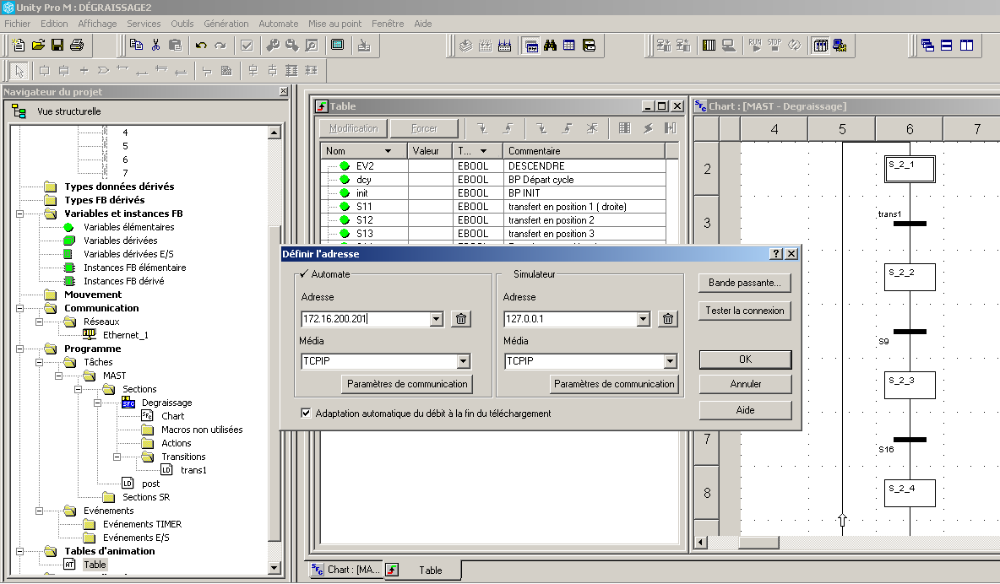 Unity Pro M : DÉGRAISSAGE2
Fichier Edition Affichage Services Outils Génération Automate Mise au point Fenêtre Aide
RUN STOP
Navigateur du projet
Vue structurelle
4
5
6
7
Types données dérivés
Types FB dérivés
Variables et instances FB
Variables élémentaires
Variables dérivées
Variables dérivées E/S
Instances FB élémentaire
Instances FB dérivé
Mouvement
Communication
Réseaux
Ethernet_1
Programme
Tâches
MAST
Sections
SFC Degraissage
Chart
Macros non utilisées
Actions
Transitions
LD trans1
LD post
Sections SR
Evénements
Evénements TIMER
Evénements E/S
Tables d'animation
AT Table
Table
Modification Forcer
Nom Valeur T... Commentaire
EV2 EBOOL DESCENDRE
dcy EBOOL BP Départ cycle
init EBOOL BP INIT
S11 EBOOL transfert en position 1 ( droite)
S12 EBOOL transfert en position 2
S13 EBOOL transfert en position 3
Définir l'adresse
Automate
Adresse
172.16.200.201
Média
TCPIP
Paramètres de communication
Simulateur
Adresse
127.0.0.1
Média
TCPIP
Paramètres de communication
Adaptation automatique du débit à la fin du téléchargement
Bande passante...
Tester la connexion
OK
Annuler
Aide
Chart : [MAST - Degraissage]
4 5 6 7
2
3
7
8
S_2_1
trans1
S_2_2
S9
S_2_3
S16
S_2_4
Chart : [MA... Table